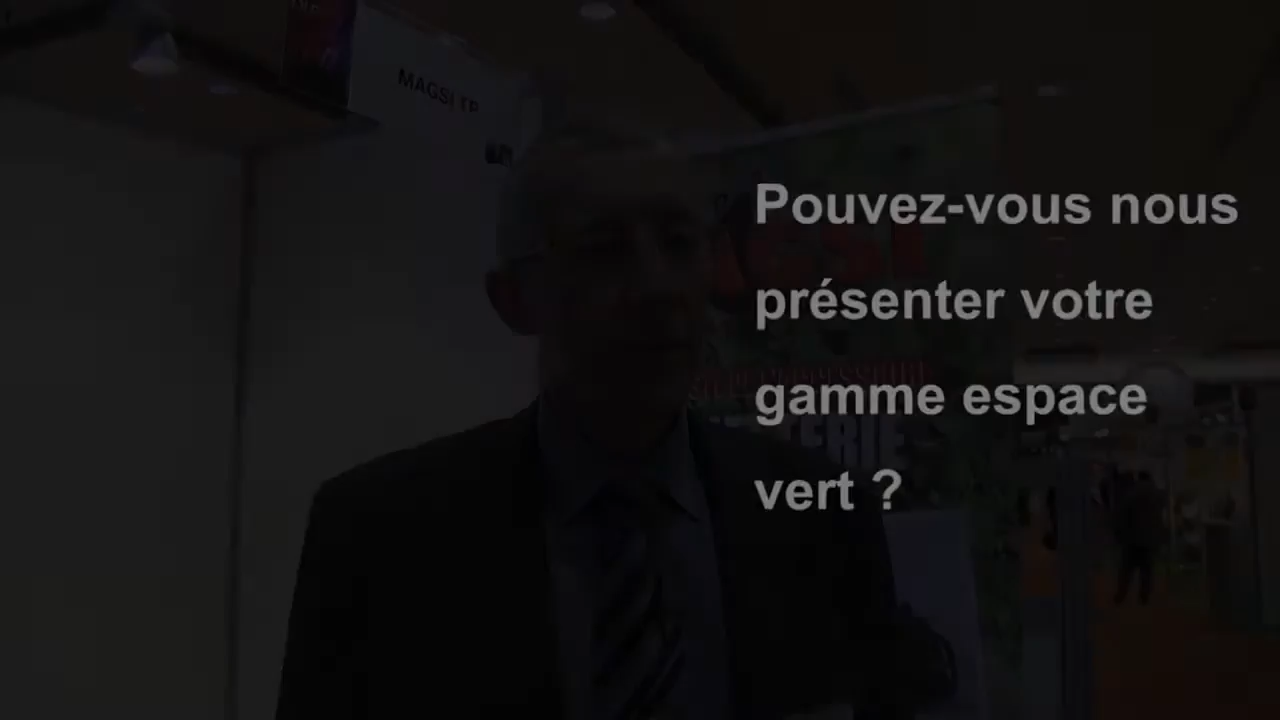 MAGSI TP
Pouvez-vous nous
présenter votre
gamme espace
vert ?